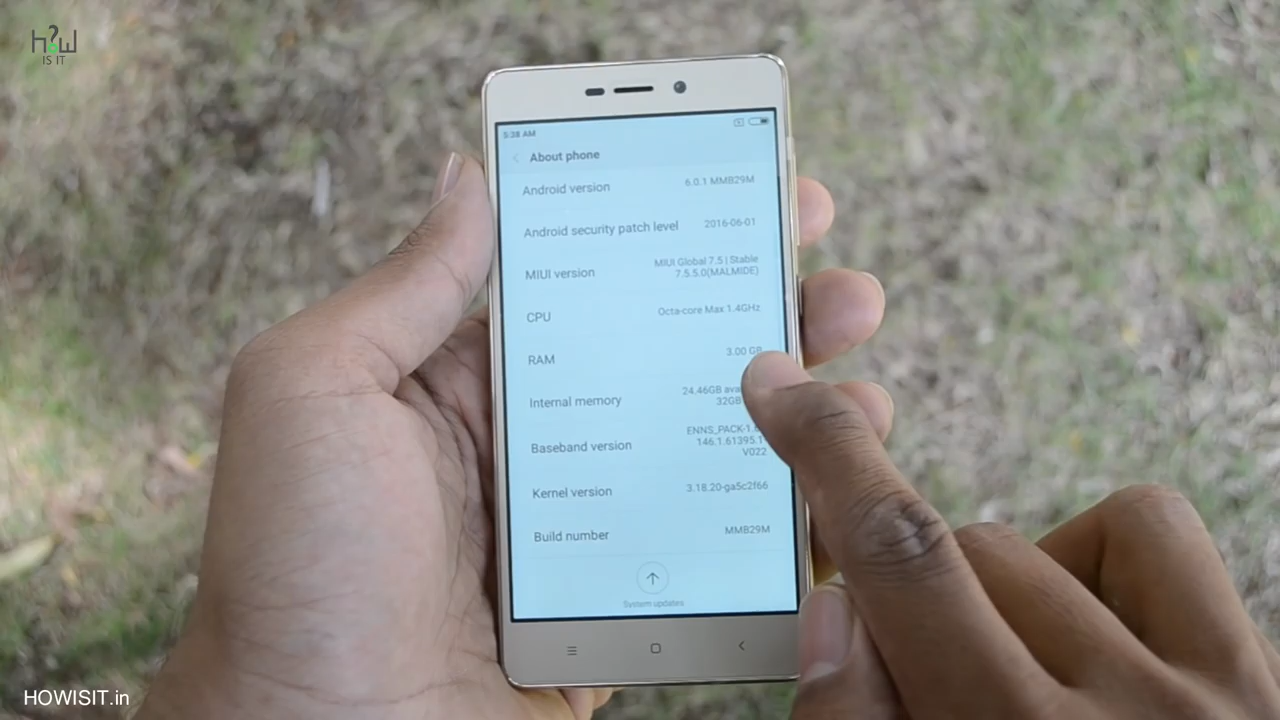 H?W
IS IT
5:38 AM
About phone
Android version 6.0.1 MMB29M
Android security patch level 2016-06-01
MIUI version MIUI Global 7.5 | Stable
7.5.5.0(MALMIDE)
CPU Octa-core Max 1.4GHz
RAM 3.00 GB
Internal memory 24.46GB
32GB
Baseband version ENNS_PACK-1.
146.1.61395.1
V022
Kernel version 3.18.20-ga5c2f66
Build number MMB29M
System updates
HOWISIT.in